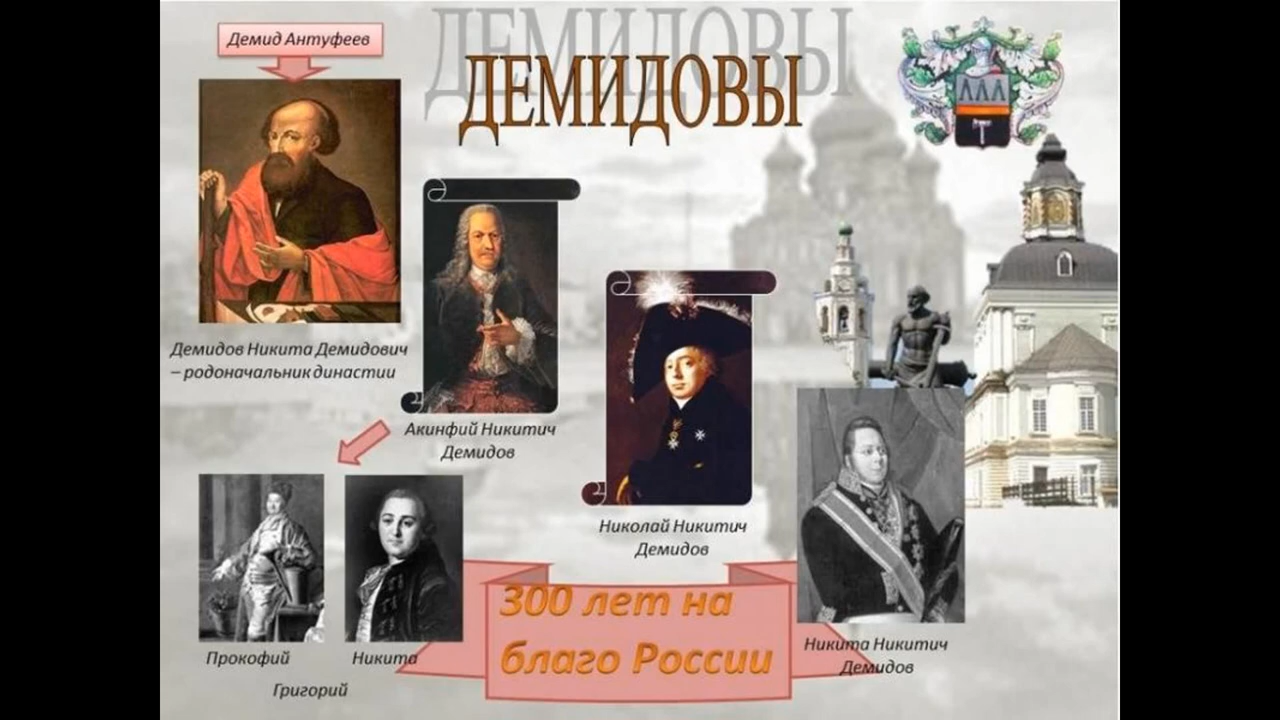 Демид Антуфеев
ДЕМИДОВЫ
ДЕМИДОВЫ
Демидов Никита Демидович
– родоначальник династии
Акинфий Никитич
Демидов
Николай Никитич
Демидов
Никита Никитич
Демидов
Прокофий
Никита
Григорий
300 лет на
благо России